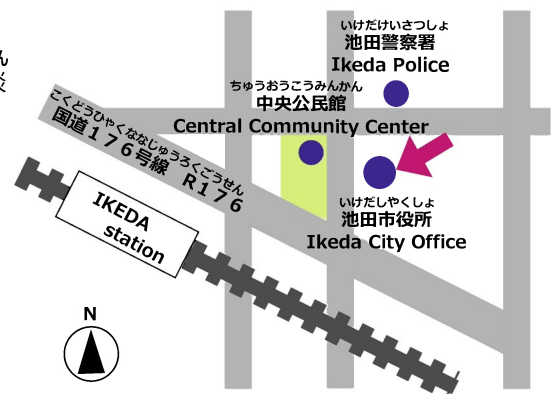 ん
いけだけいさつしょ
池田警察署
Ikeda Police
ちゅうおうこうみんかん
中央公民館
Central Community Center
こくどうひゃくななじゅうろくごうせん
国道１７６号線 R１７６
いけだしやくしょ
池田市役所
Ikeda City Office
IKEDA
station
N